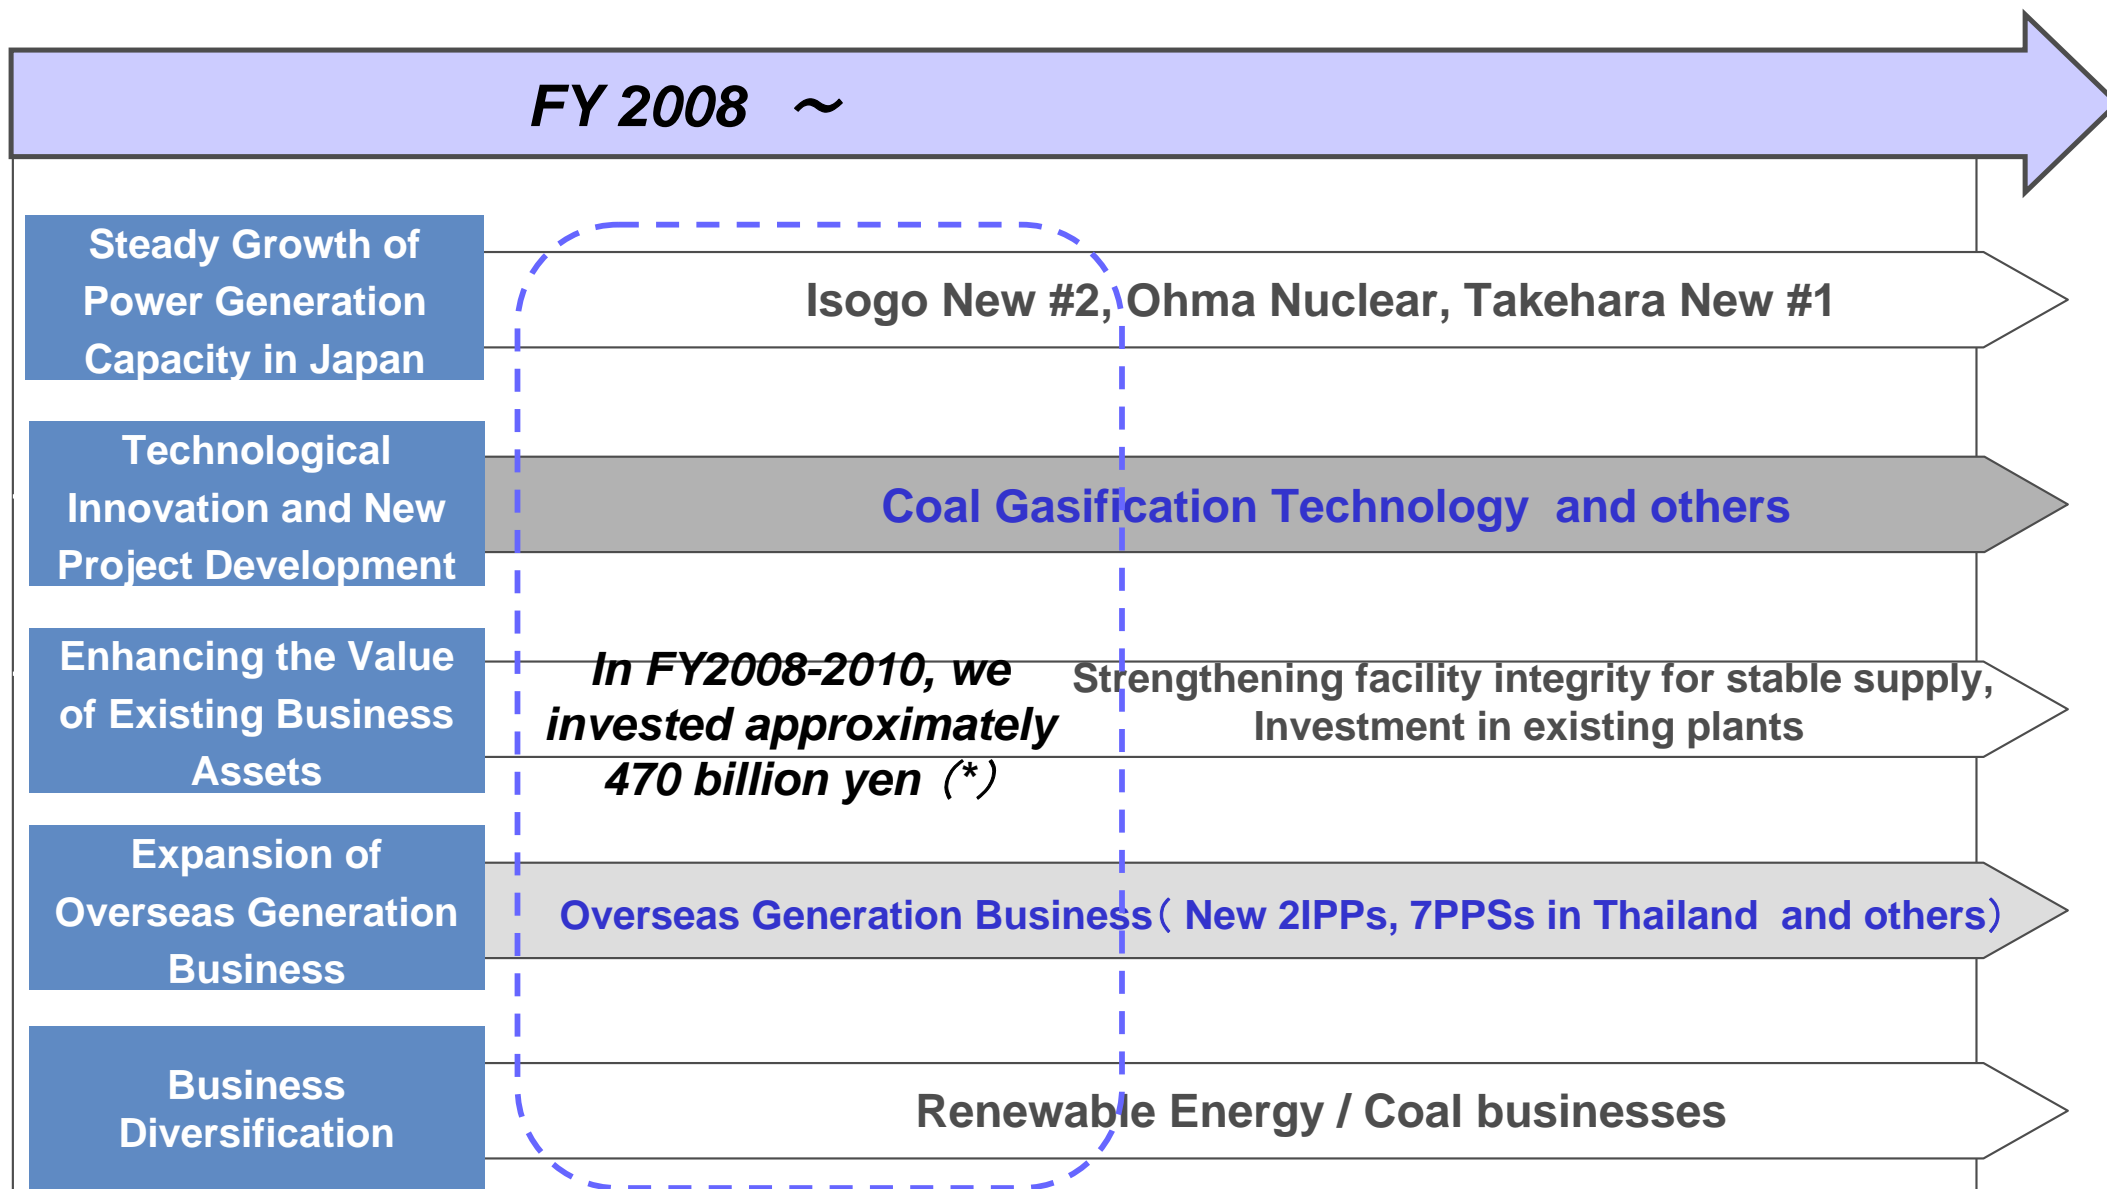 FY 2008 ～
Steady Growth of
Power Generation
Capacity in Japan
Isogo New #2, Ohma Nuclear, Takehara New #1
Technological
Innovation and New
Project Development
Coal Gasification Technology and others
Enhancing the Value
of Existing Business
Assets
In FY2008-2010, we
invested approximately
470 billion yen（*）
Strengthening facility integrity for stable supply,
Investment in existing plants
Expansion of
Overseas Generation
Business
Overseas Generation Business（ New 2IPPs, 7PPSs in Thailand and others）
Business
Diversification
Renewable Energy / Coal businesses